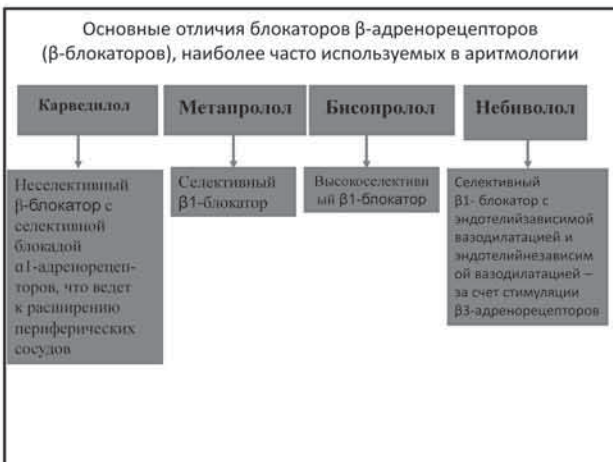 Основные отличия блокаторов β-адренорецепторов
(β-блокаторов), наиболее часто используемых в аритмологии
Карведилол
Неселективный
β-блокатор с
селективной
блокадой
α1-адренорецеп-
торов, что ведет
к расширению
периферических
сосудов
Метапролол
Селективный
β1-блокатор
Бисопролол
Высокоселективн
ый β1-блокатор
Небиволол
Селективный
β1- блокатор с
эндотелийзависимой
вазодилатацией и
эндотелийнезависим
ой вазодилатацией –
за счет стимуляции
β3-адренорецепторов